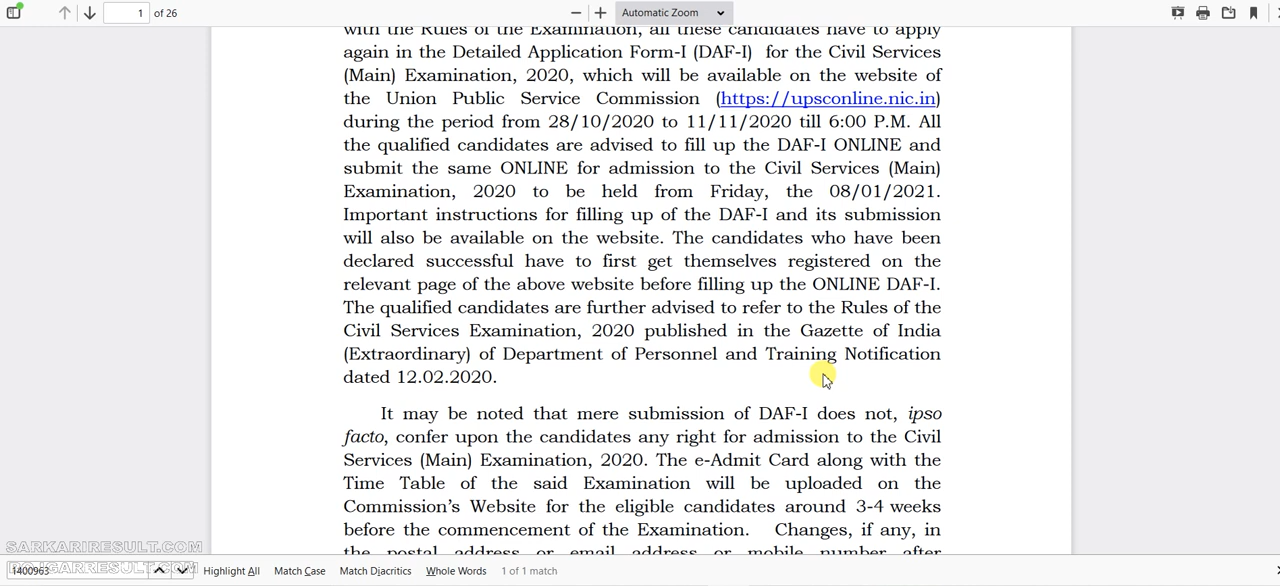 1
of 26
Automatic Zoom
with the Rules of the Examination, all these candidates have to apply
again in the Detailed Application Form-I (DAF-I) for the Civil Services
(Main) Examination, 2020, which will be available on the website of
the Union Public Service Commission (https://upsconline.nic.in)
during the period from 28/10/2020 to 11/11/2020 till 6:00 P.M. All
the qualified candidates are advised to fill up the DAF-I ONLINE and
submit the same ONLINE for admission to the Civil Services (Main)
Examination, 2020 to be held from Friday, the 08/01/2021.
Important instructions for filling up of the DAF-I and its submission
will also be available on the website. The candidates who have been
declared successful have to first get themselves registered on the
relevant page of the above website before filling up the ONLINE DAF-I.
The qualified candidates are further advised to refer to the Rules of the
Civil Services Examination, 2020 published in the Gazette of India
(Extraordinary) of Department of Personnel and Training Notification
dated 12.02.2020.
It may be noted that mere submission of DAF-I does not, ipso
facto, confer upon the candidates any right for admission to the Civil
Services (Main) Examination, 2020. The e-Admit Card along with the
Time Table of the said Examination will be uploaded on the
Commission's Website for the eligible candidates around 3-4 weeks
before the commencement of the Examination. Changes, if any, in
the postal address or email address or mobile number after
SARKARIRESULT.COM
1400963
Highlight All
Match Case
Match Diacritics
Whole Words
1 of 1 match